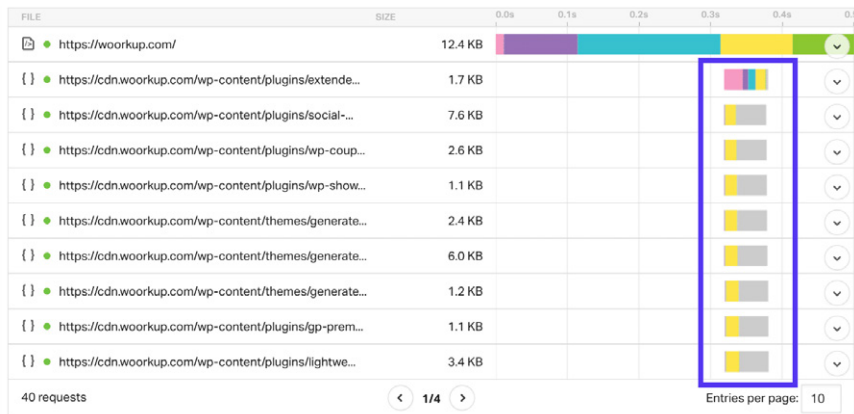 FILE SIZE 0.0s 0.1s 0.2s 0.3s 0.4s
https://woorkup.com/ 12.4 KB
{ } https://cdn.woorkup.com/wp-content/plugins/extende... 1.7 KB
{ } https://cdn.woorkup.com/wp-content/plugins/social-... 7.6 KB
{ } https://cdn.woorkup.com/wp-content/plugins/wp-coup... 2.6 KB
{ } https://cdn.woorkup.com/wp-content/plugins/wp-show... 1.1 KB
{ } https://cdn.woorkup.com/wp-content/themes/generate... 2.4 KB
{ } https://cdn.woorkup.com/wp-content/themes/generate... 6.0 KB
{ } https://cdn.woorkup.com/wp-content/themes/generate... 1.2 KB
{ } https://cdn.woorkup.com/wp-content/plugins/gp-prem... 1.1 KB
{ } https://cdn.woorkup.com/wp-content/plugins/lightwe... 3.4 KB
40 requests < 1/4 > Entries per page: 10